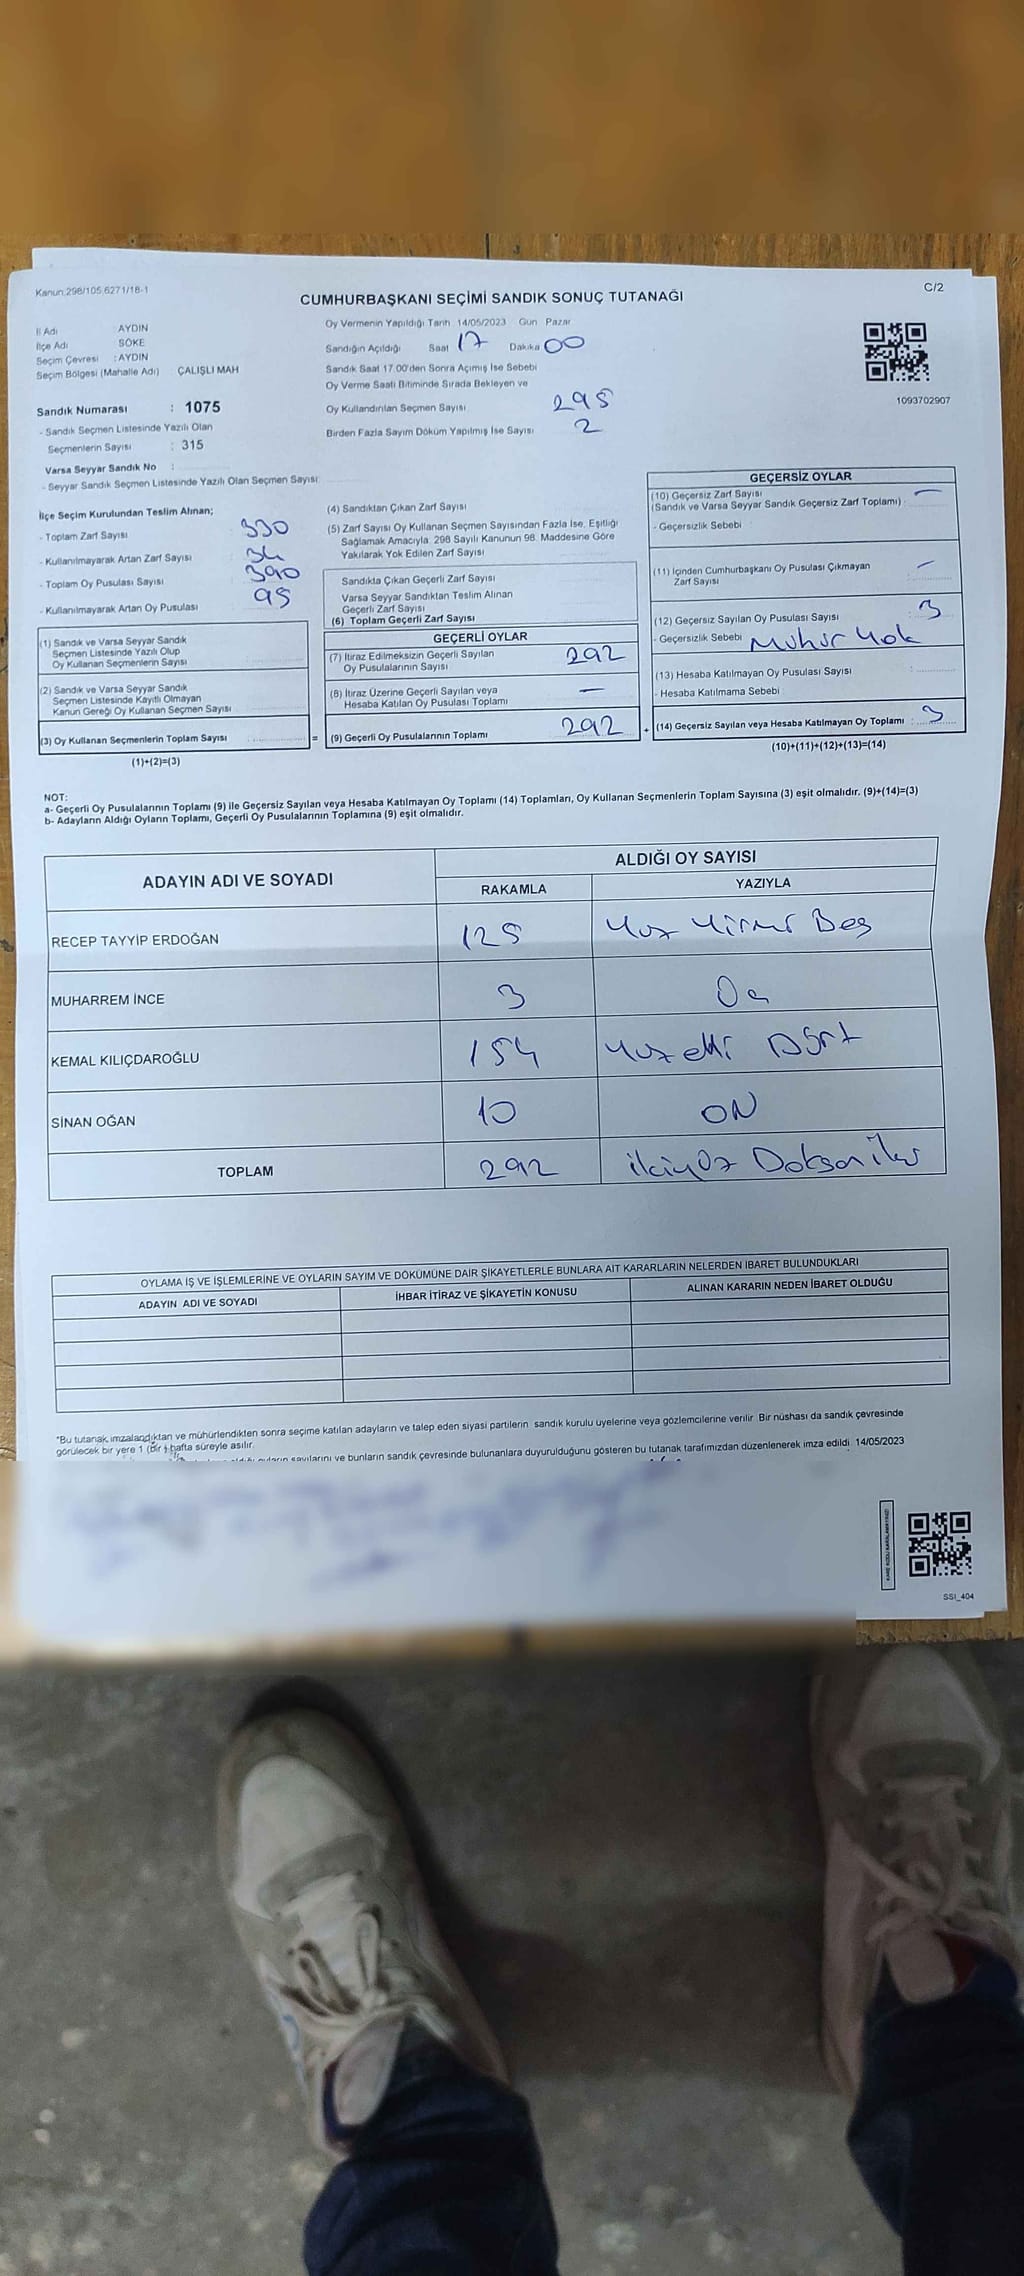 Kanun:298/105,6271/18-1
C/2
CUMHURBAŞKANI SEÇİMİ SANDIK SONUÇ TUTANAĞI
İl Adı : AYDIN
İlçe Adı : SÖKE
Seçim Çevresi : AYDIN
Seçim Bölgesi (Mahalle Adı) ÇALIŞLI MAH
Sandık Numarası : 1075
- Sandık Seçmen Listesinde Yazılı Olan
Seçmenlerin Sayısı : 315
Varsa Seyyar Sandık No :
- Seyyar Sandık Seçmen Listesinde Yazılı Olan Seçmen Sayısı:
Oy Vermenin Yapıldığı Tarih 14/05/2023 Gün Pazar
Sandığın Açıldığı Saat 17 Dakika 00
Sandık Saat 17.00'den Sonra Açımış İse Sebebi
Oy Verme Saati Bitiminde Sırada Bekleyen ve
Oy Kullandırılan Seçmen Sayısı 295
Birden Fazla Sayım Döküm Yapılmış İse Sayısı 2
1093702907
İlçe Seçim Kurulundan Teslim Alınan;
- Toplam Zarf Sayısı 330
- Kullanılmayarak Artan Zarf Sayısı
- Toplam Oy Pusulası Sayısı 390
- Kullanılmayarak Artan Oy Pusulası 95
(1) Sandık ve Varsa Seyyar Sandık
Seçmen Listesinde Yazılı Olup
Oy Kullanan Seçmenlerin Sayısı
(2) Sandık ve Varsa Seyyar Sandık
Seçmen Listesinde Kayıtlı Olmayan
Kanun Gereği Oy Kullanan Seçmen Sayısı
(3) Oy Kullanan Seçmenlerin Toplam Sayısı :
(1)+(2)=(3)
=
(4) Sandıktan Çıkan Zarf Sayısı
(5) Zarf Sayısı Oy Kullanan Seçmen Sayısından Fazla İse, Eşitliği
Sağlamak Amacıyla, 298 Sayılı Kanunun 98. Maddesine Göre
Yakılarak Yok Edilen Zarf Sayısı
Sandıkta Çıkan Geçerli Zarf Sayısı
Varsa Seyyar Sandıktan Teslim Alınan
Geçerli Zarf Sayısı
(6) Toplam Geçerli Zarf Sayısı
GEÇERLİ OYLAR
(7) İtiraz Edilmeksizin Geçerli Sayılan
Oy Pusulalarının Sayısı 292
(8) İtiraz Üzerine Geçerli Sayılan veya
Hesaba Katılan Oy Pusulası Toplamı —
(9) Geçerli Oy Pusulalarının Toplamı 292
+
GEÇERSİZ OYLAR
(10) Geçersiz Zarf Sayısı —
(Sandık ve Varsa Seyyar Sandık Geçersiz Zarf Toplamı) :
- Geçersizlik Sebebi
(11) İçinden Cumhurbaşkanı Oy Pusulası Çıkmayan
Zarf Sayısı —
(12) Geçersiz Sayılan Oy Pusulası Sayısı : 3
- Geçersizlik Sebebi Mühür Yok
(13) Hesaba Katılmayan Oy Pusulası Sayısı :
- Hesaba Katılmama Sebebi
(14) Geçersiz Sayılan veya Hesaba Katılmayan Oy Toplamı : 3
(10)+(11)+(12)+(13)=(14)
NOT:
a- Geçerli Oy Pusulalarının Toplamı (9) ile Geçersiz Sayılan veya Hesaba Katılmayan Oy Toplamı (14) Toplamları, Oy Kullanan Seçmenlerin Toplam Sayısına (3) eşit olmalıdır. (9)+(14)=(3)
b- Adayların Aldığı Oyların Toplamı, Geçerli Oy Pusulalarının Toplamına (9) eşit olmalıdır.
ADAYIN ADI VE SOYADI
ALDIĞI OY SAYISI
RAKAMLA YAZIYLA
RECEP TAYYİP ERDOĞAN 125 Yüz Yirmi Beş
MUHARREM İNCE 3 Üç
KEMAL KILIÇDAROĞLU 154 Yüz elli Dört
SİNAN OĞAN 10 ON
TOPLAM 292 ikiyüz Doksan iki
OYLAMA İŞ VE İŞLEMLERİNE VE OYLARIN SAYIM VE DÖKÜMÜNE DAİR ŞİKAYETLERLE BUNLARA AİT KARARLARIN NELERDEN İBARET BULUNDUKLARI
ADAYIN ADI VE SOYADI İHBAR İTİRAZ VE ŞİKAYETİN KONUSU ALINAN KARARIN NEDEN İBARET OLDUĞU
*Bu tutanak, imzalandıktan ve mühürlendikten sonra seçime katılan adayların ve talep eden siyasi partilerin sandık kurulu üyelerine veya gözlemcilerine verilir. Bir nüshası da sandık çevresinde
görülecek bir yere 1 (Bir) hafta süreyle asılır.
sayılarını ve bunların sandık çevresinde bulunanlara duyurulduğunu gösteren bu tutanak tarafımızdan düzenlenerek imza edildi. 14/05/2023
SSI_404